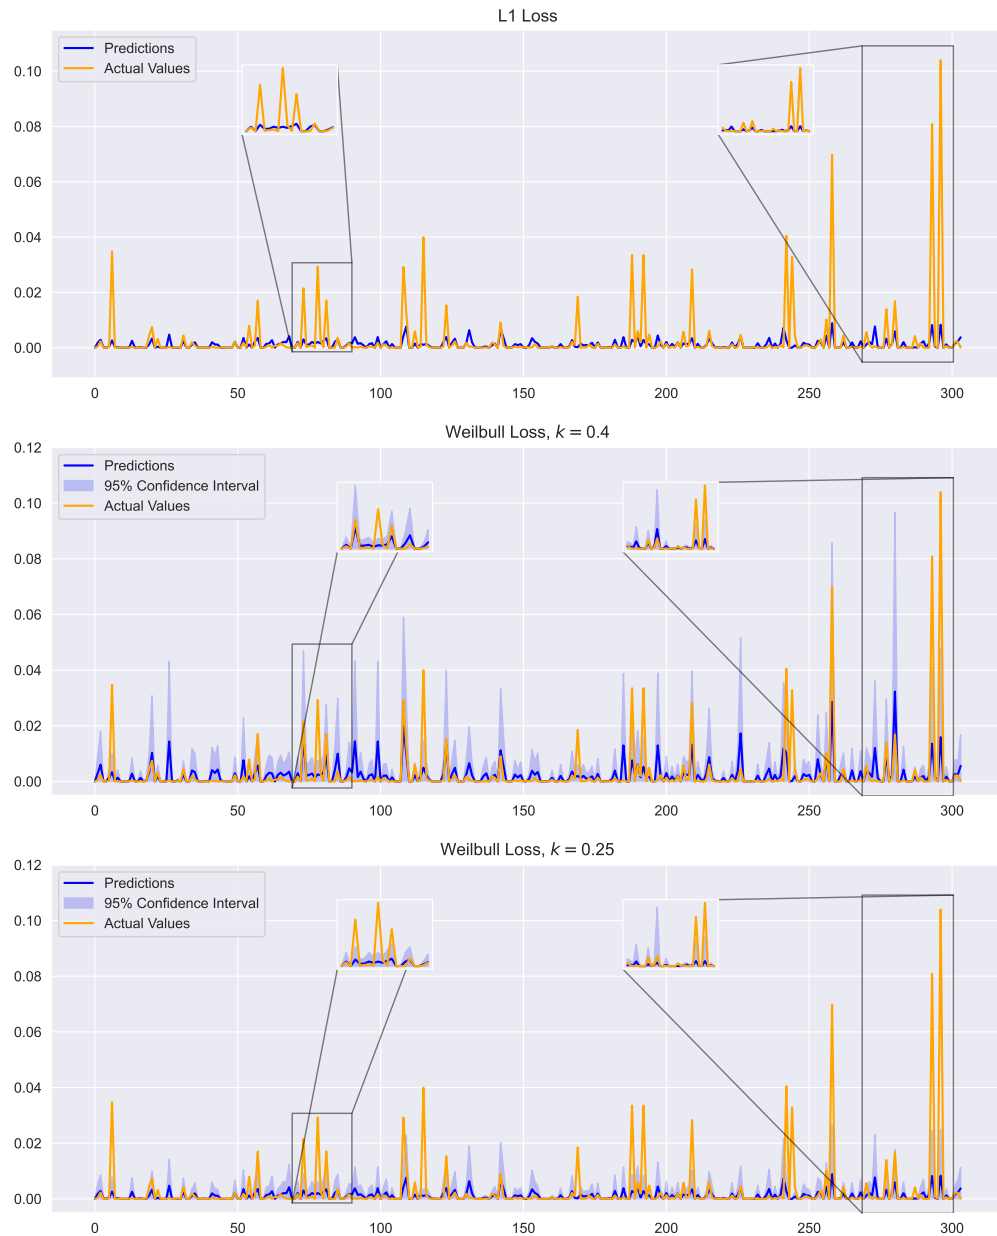 L1 Loss
Predictions
Actual Values
0.10
0.08
0.06
0.04
0.02
0.00
0 50 100 150 200 250 300
Weilbull Loss, k = 0.4
Predictions
95% Confidence Interval
Actual Values
0.12
0.10
0.08
0.06
0.04
0.02
0.00
0 50 100 150 200 250 300
Weilbull Loss, k = 0.25
Predictions
95% Confidence Interval
Actual Values
0.12
0.10
0.08
0.06
0.04
0.02
0.00
0 50 100 150 200 250 300